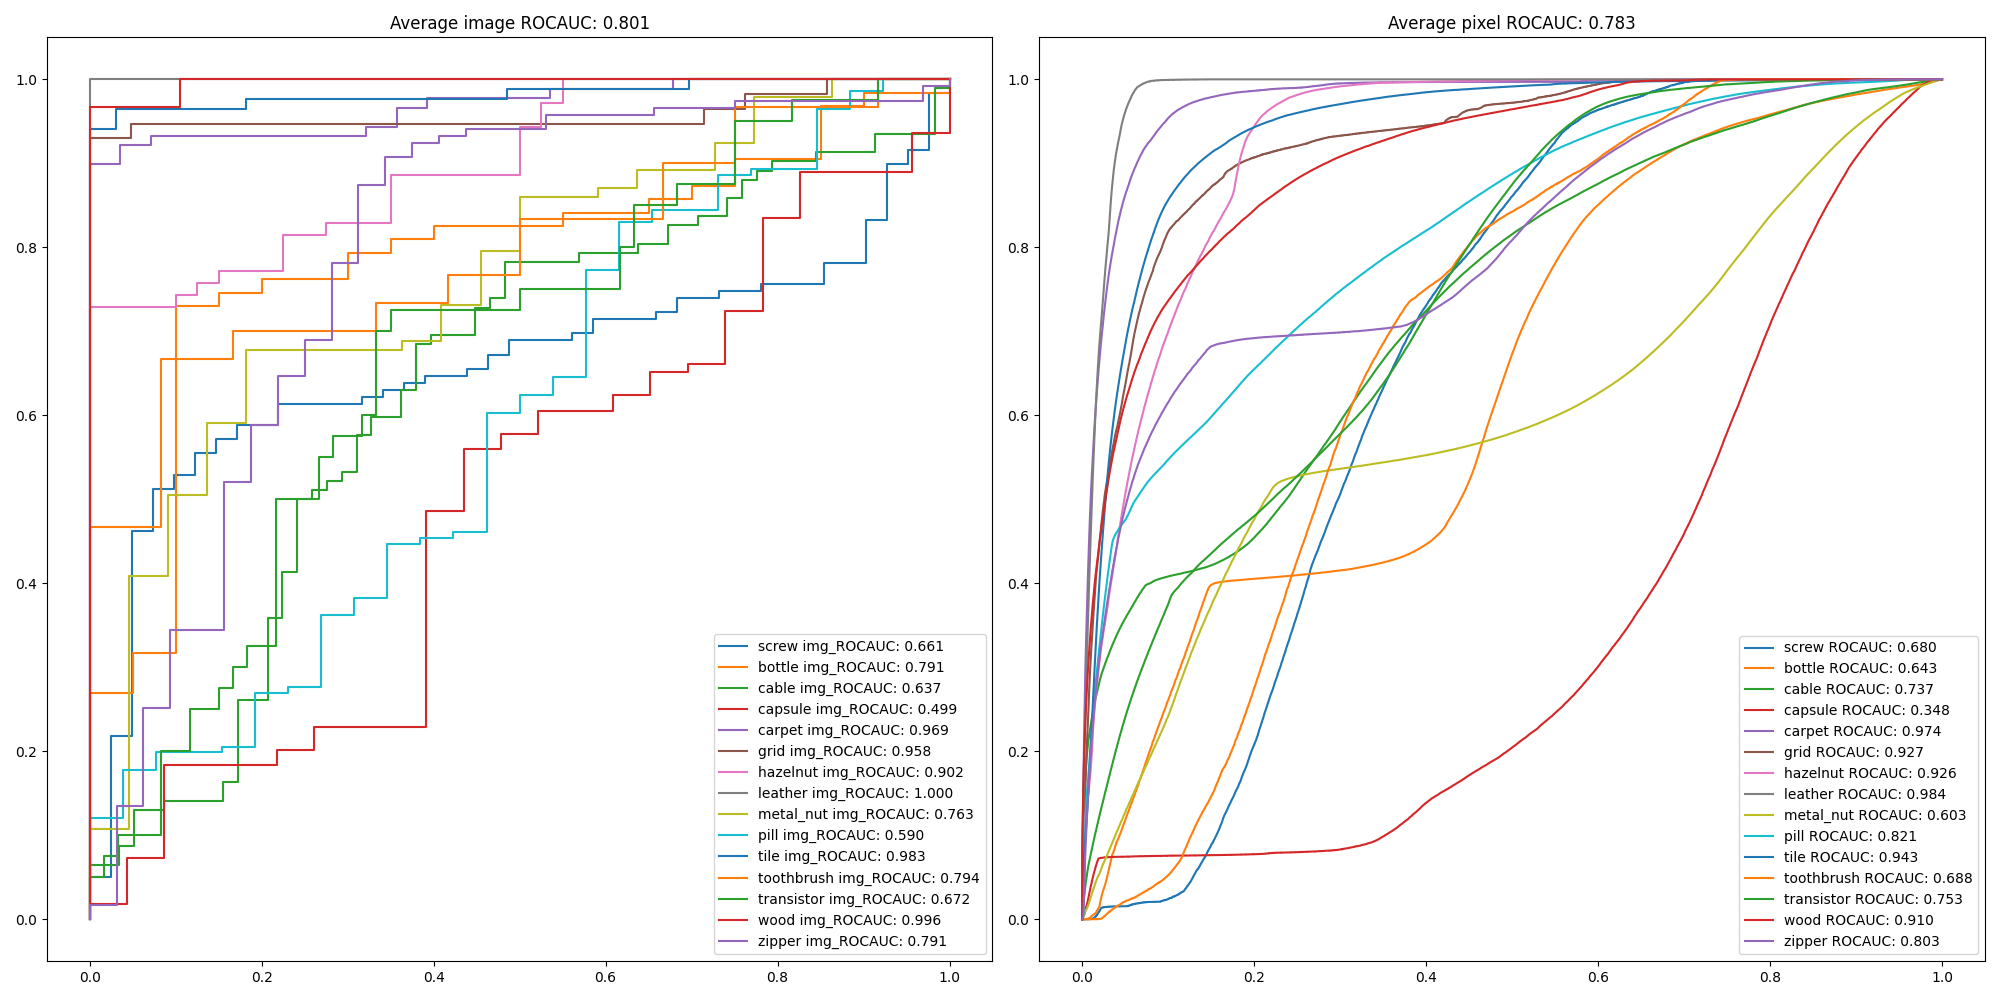 Average image ROCAUC: 0.801
1.0
0.8
0.6
0.4
0.2
0.0
0.0 0.2 0.4 0.6 0.8 1.0
screw img_ROCAUC: 0.661
bottle img_ROCAUC: 0.791
cable img_ROCAUC: 0.637
capsule img_ROCAUC: 0.499
carpet img_ROCAUC: 0.969
grid img_ROCAUC: 0.958
hazelnut img_ROCAUC: 0.902
leather img_ROCAUC: 1.000
metal_nut img_ROCAUC: 0.763
pill img_ROCAUC: 0.590
tile img_ROCAUC: 0.983
toothbrush img_ROCAUC: 0.794
transistor img_ROCAUC: 0.672
wood img_ROCAUC: 0.996
zipper img_ROCAUC: 0.791
Average pixel ROCAUC: 0.783
1.0
0.8
0.6
0.4
0.2
0.0
0.0 0.2 0.4 0.6 0.8 1.0
screw ROCAUC: 0.680
bottle ROCAUC: 0.643
cable ROCAUC: 0.737
capsule ROCAUC: 0.348
carpet ROCAUC: 0.974
grid ROCAUC: 0.927
hazelnut ROCAUC: 0.926
leather ROCAUC: 0.984
metal_nut ROCAUC: 0.603
pill ROCAUC: 0.821
tile ROCAUC: 0.943
toothbrush ROCAUC: 0.688
transistor ROCAUC: 0.753
wood ROCAUC: 0.910
zipper ROCAUC: 0.803